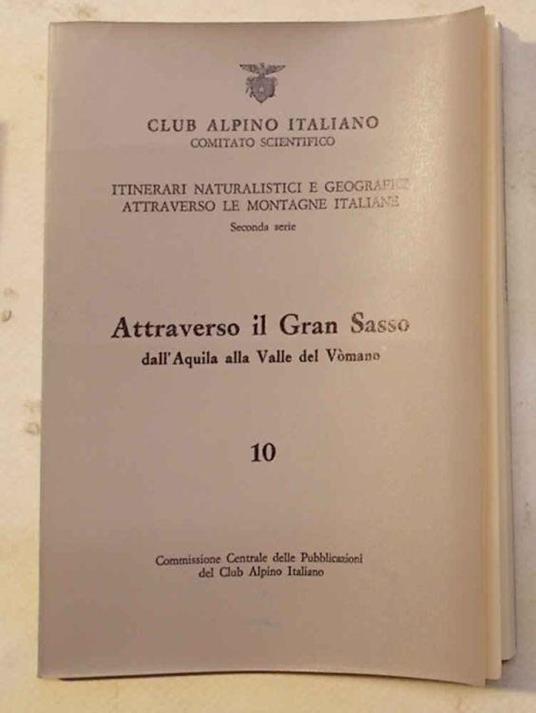 CLUB ALPINO ITALIANO
COMITATO SCIENTIFICO
ITINERARI NATURALISTICI E GEOGRAFICI
ATTRAVERSO LE MONTAGNE ITALIANE
Seconda serie
Attraverso il Gran Sasso
dall'Aquila alla Valle del Vòmano
10
Commissione Centrale delle Pubblicazioni
del Club Alpino Italiano